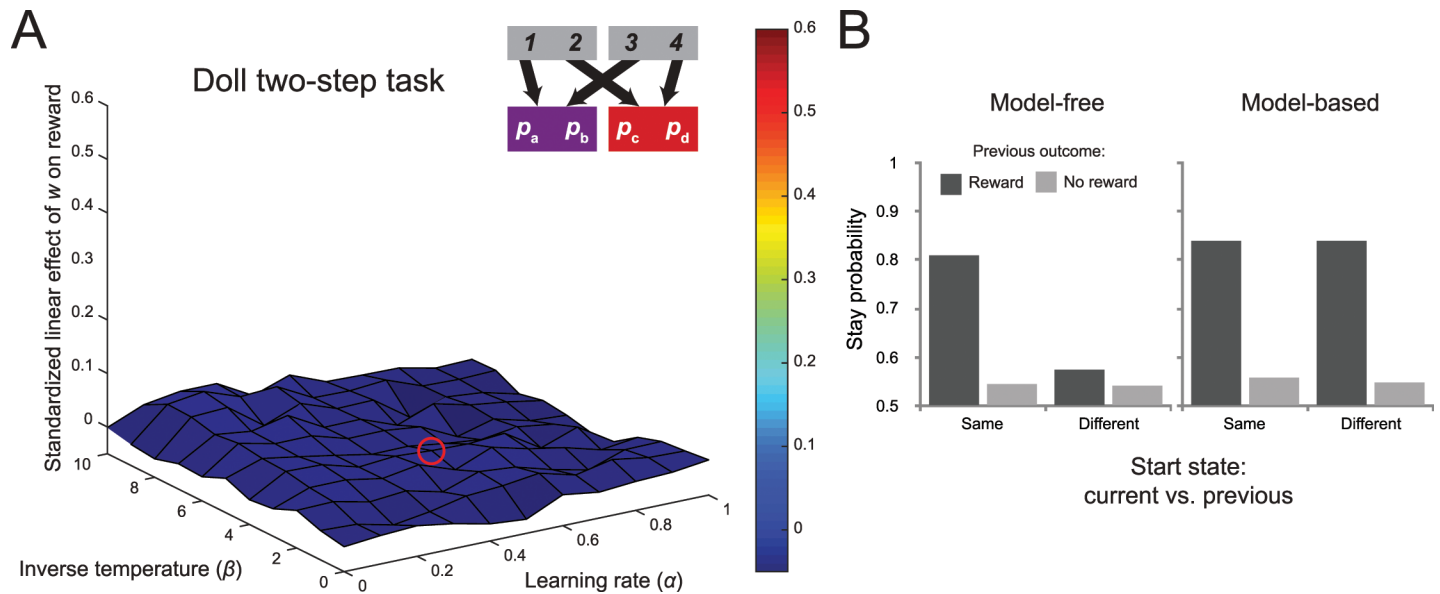 A
Doll two-step task
1 2 3 4
pa pb pc pd
Standardized linear effect of w on reward
0.6
0.5
0.4
0.3
0.2
0.1
0
10
8
6
4
2
0
Inverse temperature (β)
0
0.2
0.4
0.6
0.8
1
Learning rate (α)
0.6
0.5
0.4
0.3
0.2
0.1
0
B
Model-free
Model-based
Previous outcome:
Reward No reward
Stay probability
1
0.9
0.8
0.7
0.6
0.5
Same Different Same Different
Start state:
current vs. previous